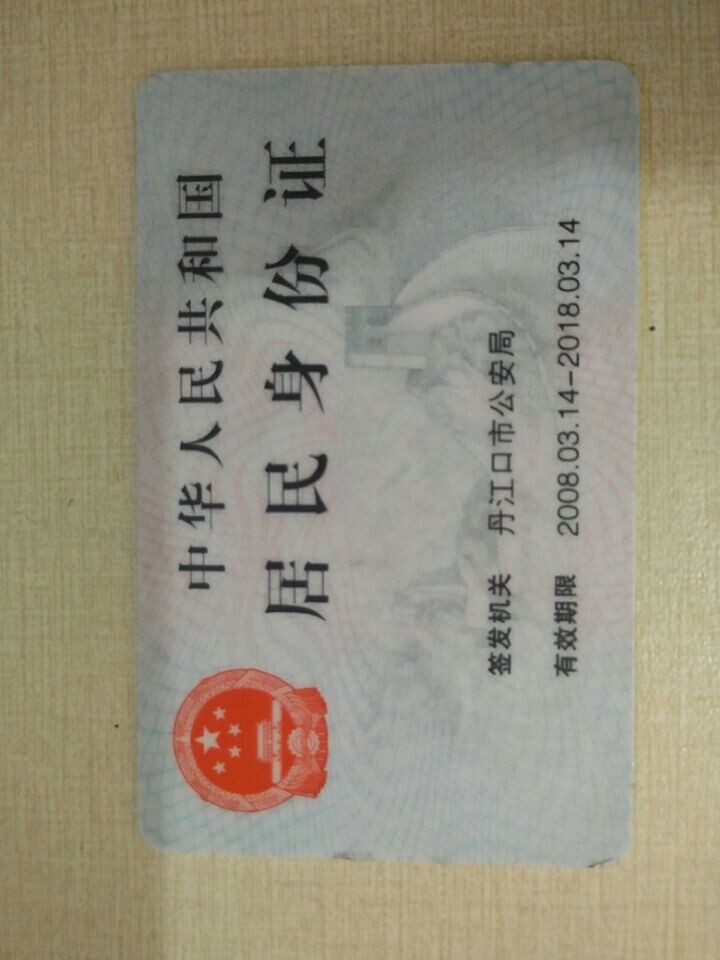 中华人民共和国
居民身份证
签发机关 丹江口市公安局
有效期限 2008.03.14-2018.03.14